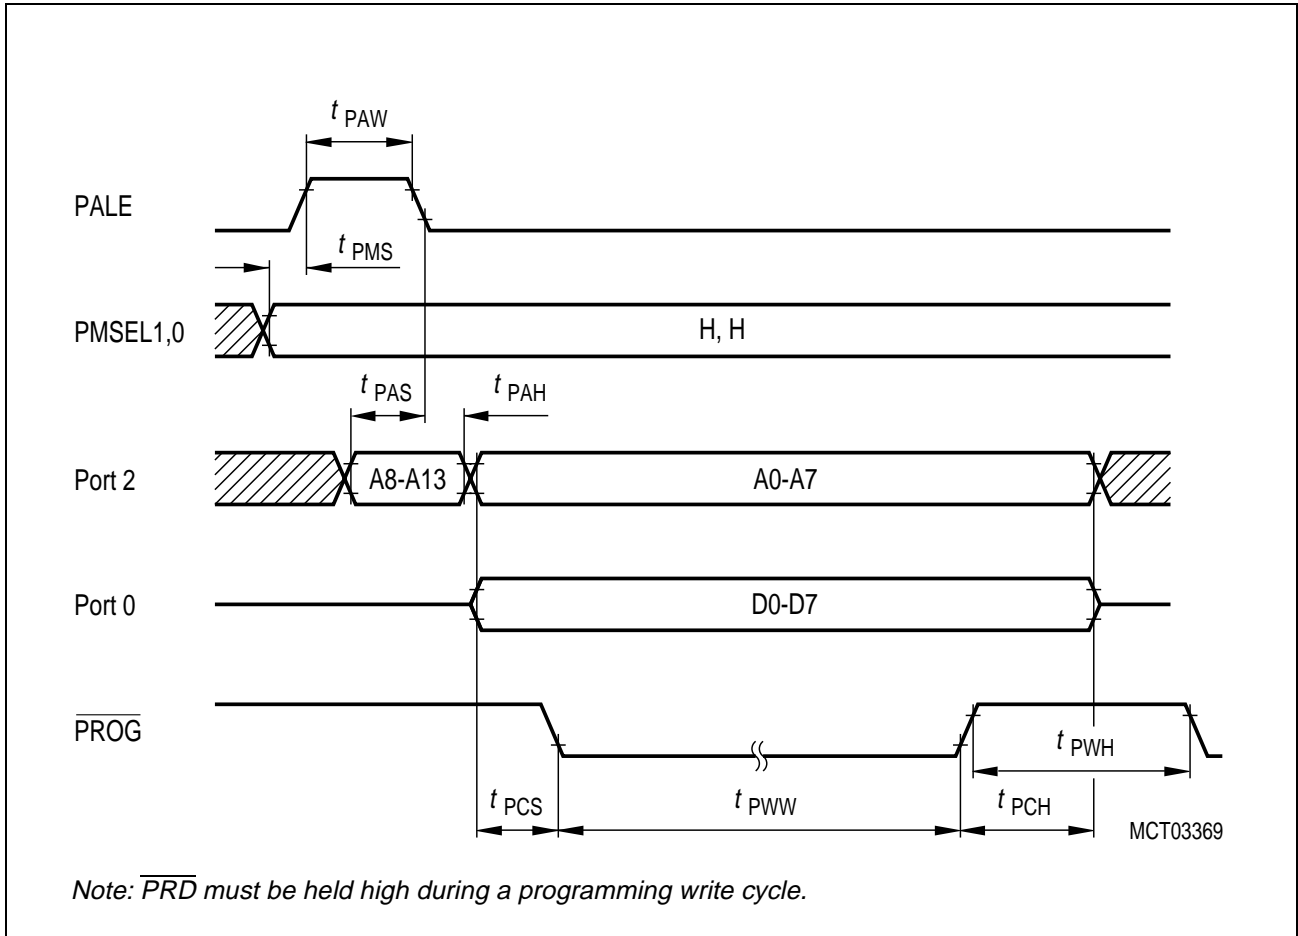 t PAW
PALE
t PMS
PMSEL1,0
H, H
t PAS
t PAH
Port 2
A8-A13
A0-A7
Port 0
D0-D7
PROG
t PWH
t PCS
t PWW
t PCH
MCT03369
Note: PRD must be held high during a programming write cycle.